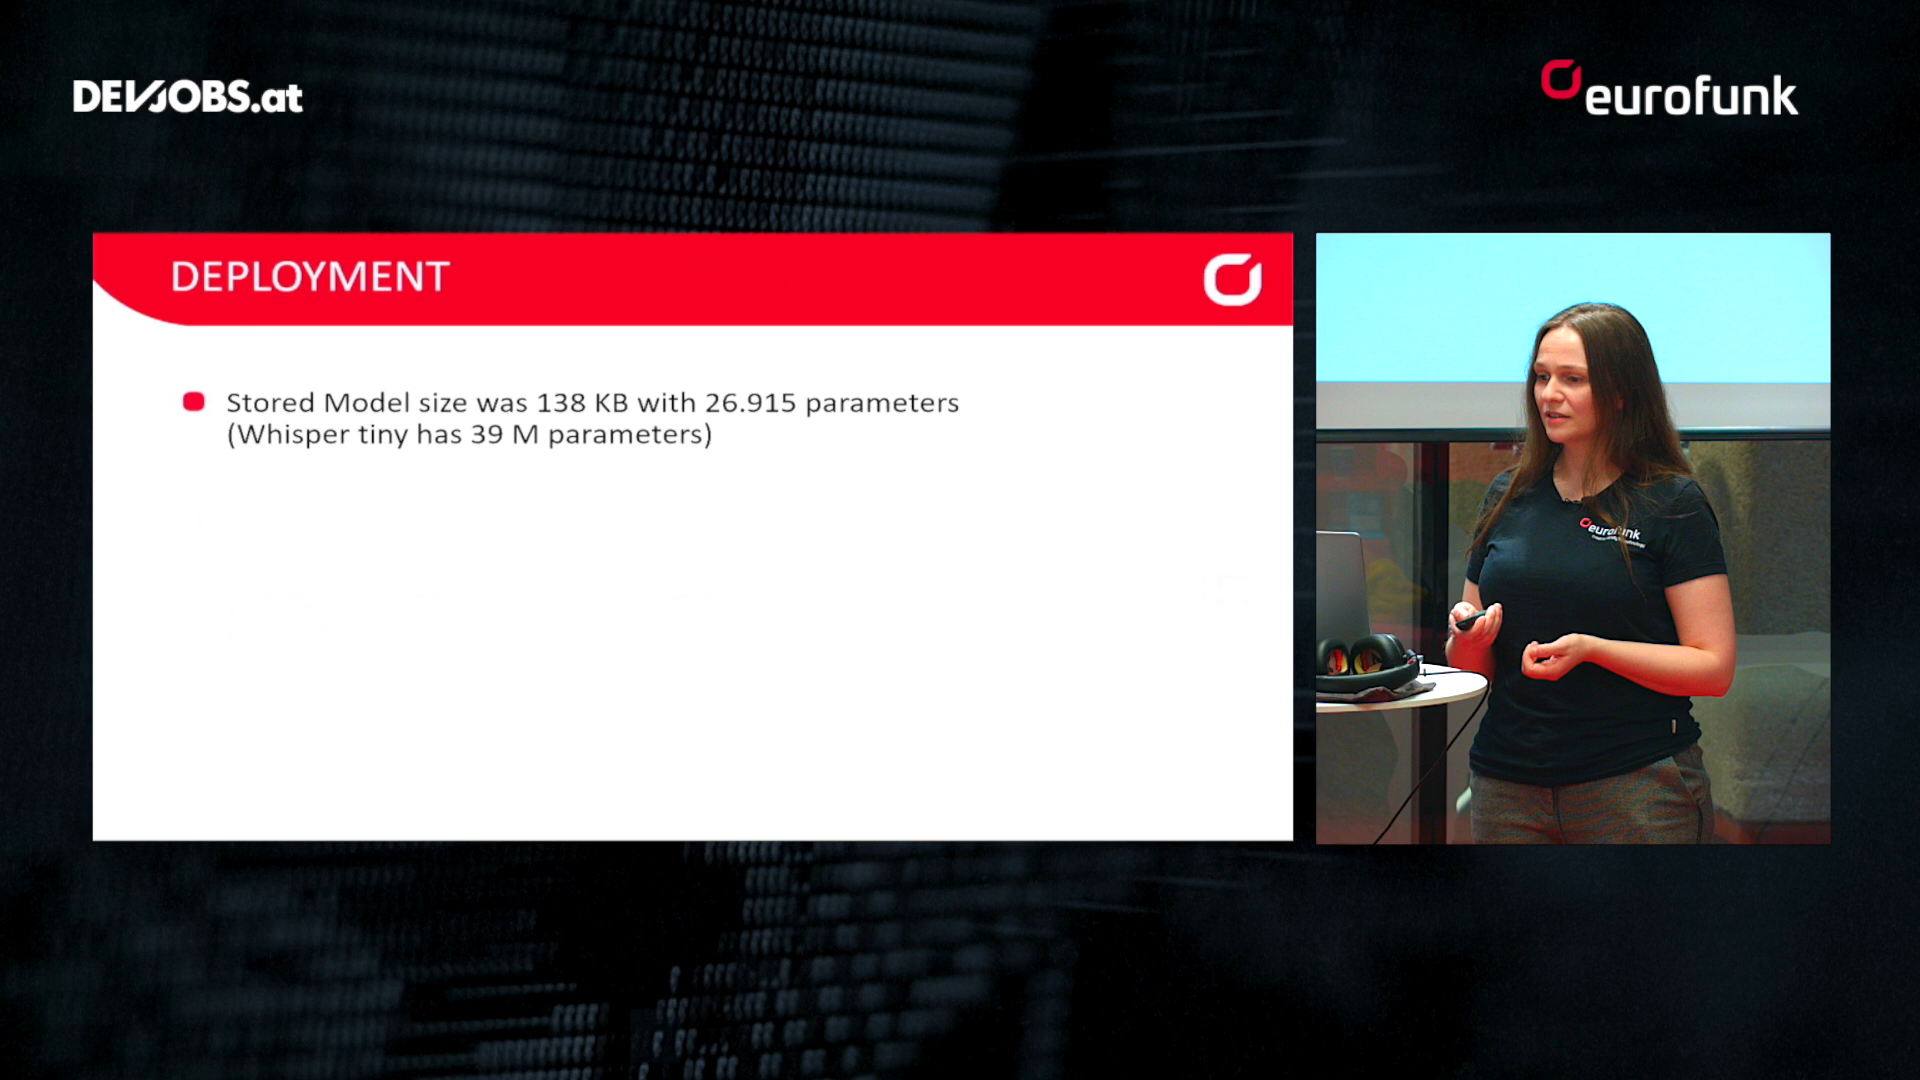 DEVJOBS.at
eurofunk
DEPLOYMENT
Stored Model size was 138 KB with 26.915 parameters
(Whisper tiny has 39 M parameters)
eurofunk